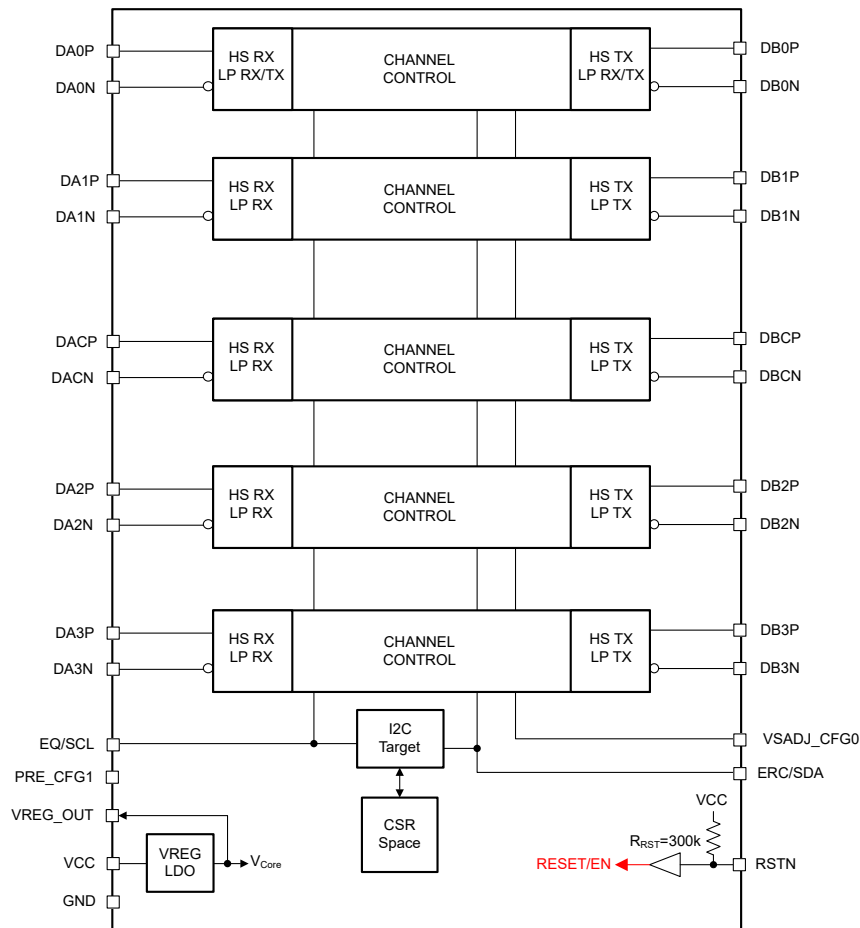 DA0P
HS RX
LP RX/TX
CHANNEL
CONTROL
HS TX
LP TX/RX
DB0P
DA0N
DB0N
DA1P
HS RX
LP RX
CHANNEL
CONTROL
HS TX
LP TX
DB1P
DA1N
DB1N
DACP
HS RX
LP RX
CHANNEL
CONTROL
HS TX
LP TX
DBCP
DACN
DBCN
DA2P
HS RX
LP RX
CHANNEL
CONTROL
HS TX
LP TX
DB2P
DA2N
DB2N
DA3P
HS RX
LP RX
CHANNEL
CONTROL
HS TX
LP TX
DB3P
DA3N
DB3N
EQ/SCL
I2C
Target
VSADJ_CFG0
PRE_CFG1
ERC/SDA
VREG_OUT
CSR
Space
VCC
VCC
VREG
LDO
VCore
RESET/EN
RRST=300k
RSTN
GND